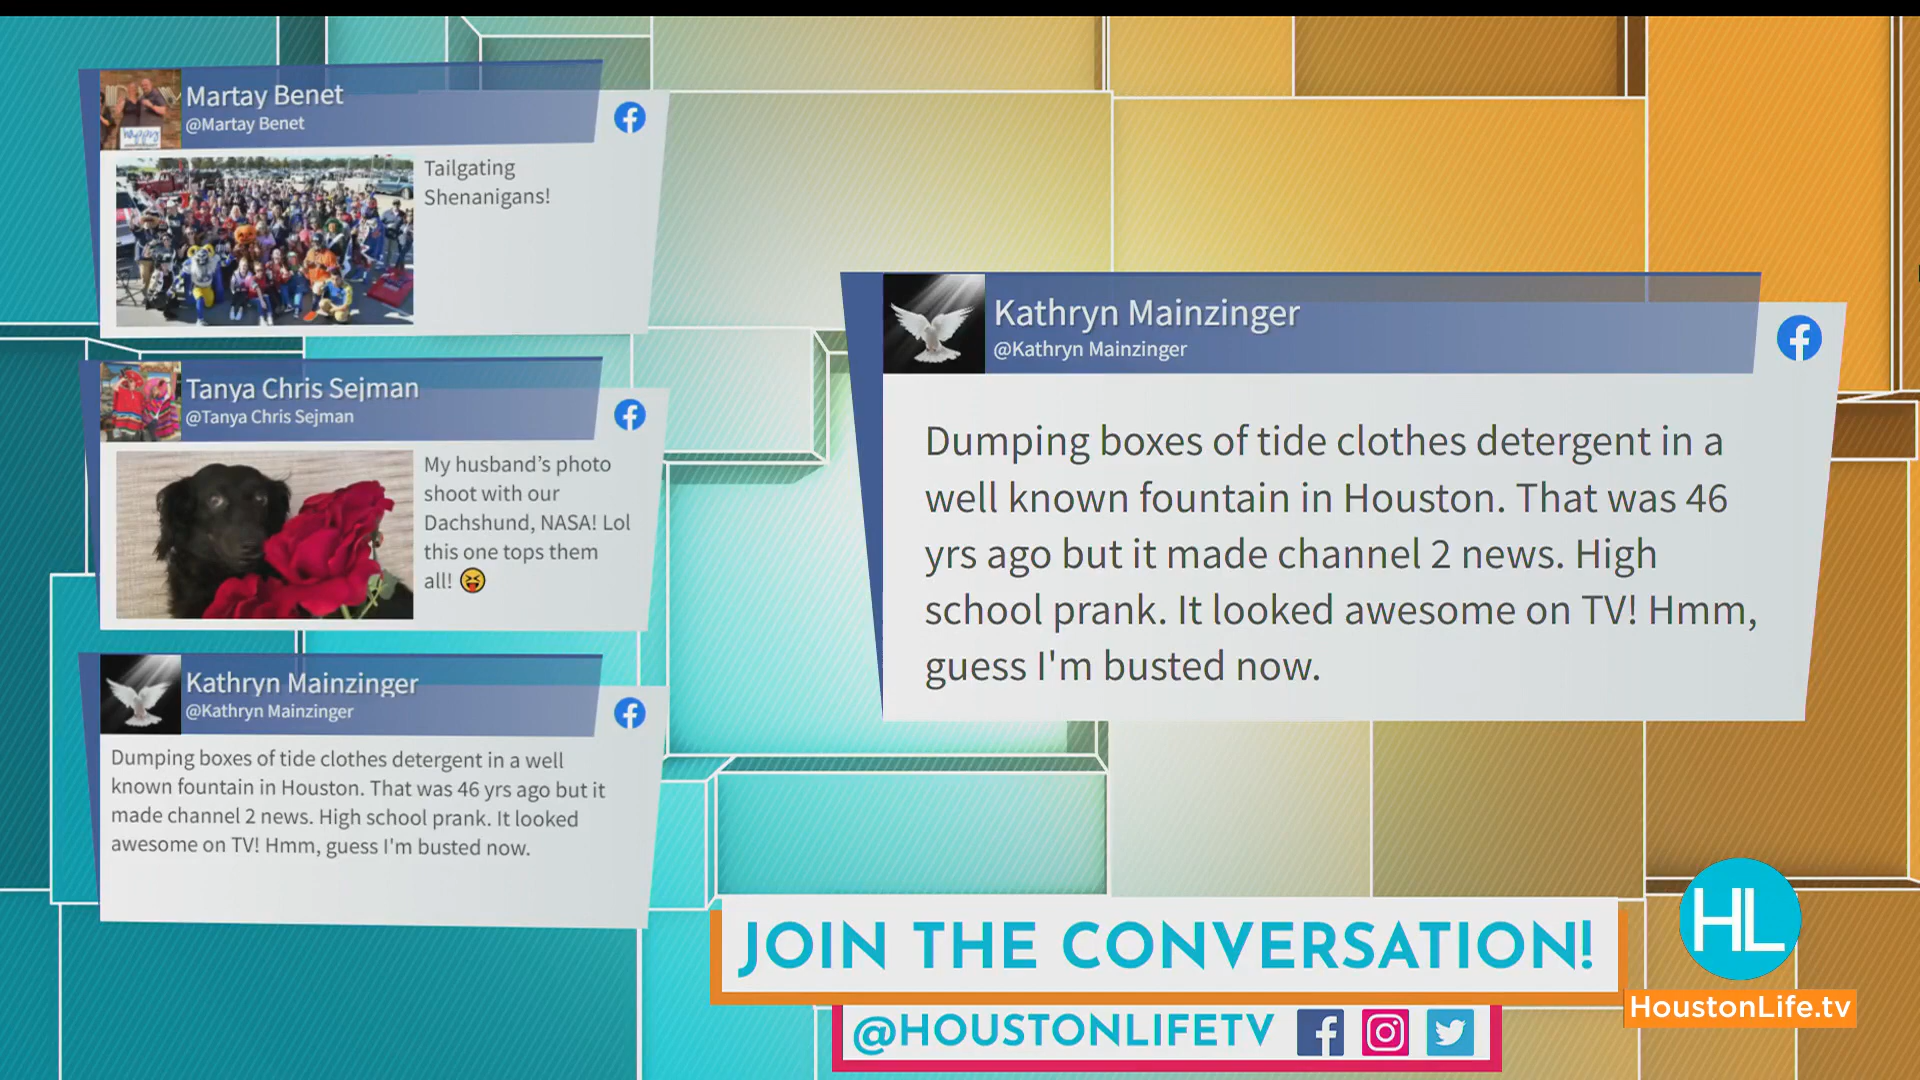 Martay Benet
@Martay Benet
Tailgating
Shenanigans!
Tanya Chris Sejman
@Tanya Chris Sejman
My husband’s photo
shoot with our
Dachshund, NASA! Lol
this one tops them
all! 😝
Kathryn Mainzinger
@Kathryn Mainzinger
Dumping boxes of tide clothes detergent in a well
known fountain in Houston. That was 46 yrs ago but it
made channel 2 news. High school prank. It looked
awesome on TV! Hmm, guess I'm busted now.
Kathryn Mainzinger
@Kathryn Mainzinger
Dumping boxes of tide clothes detergent in a
well known fountain in Houston. That was 46
yrs ago but it made channel 2 news. High
school prank. It looked awesome on TV! Hmm,
guess I'm busted now.
JOIN THE CONVERSATION!
@HOUSTONLIFETV
HL
HoustonLife.tv